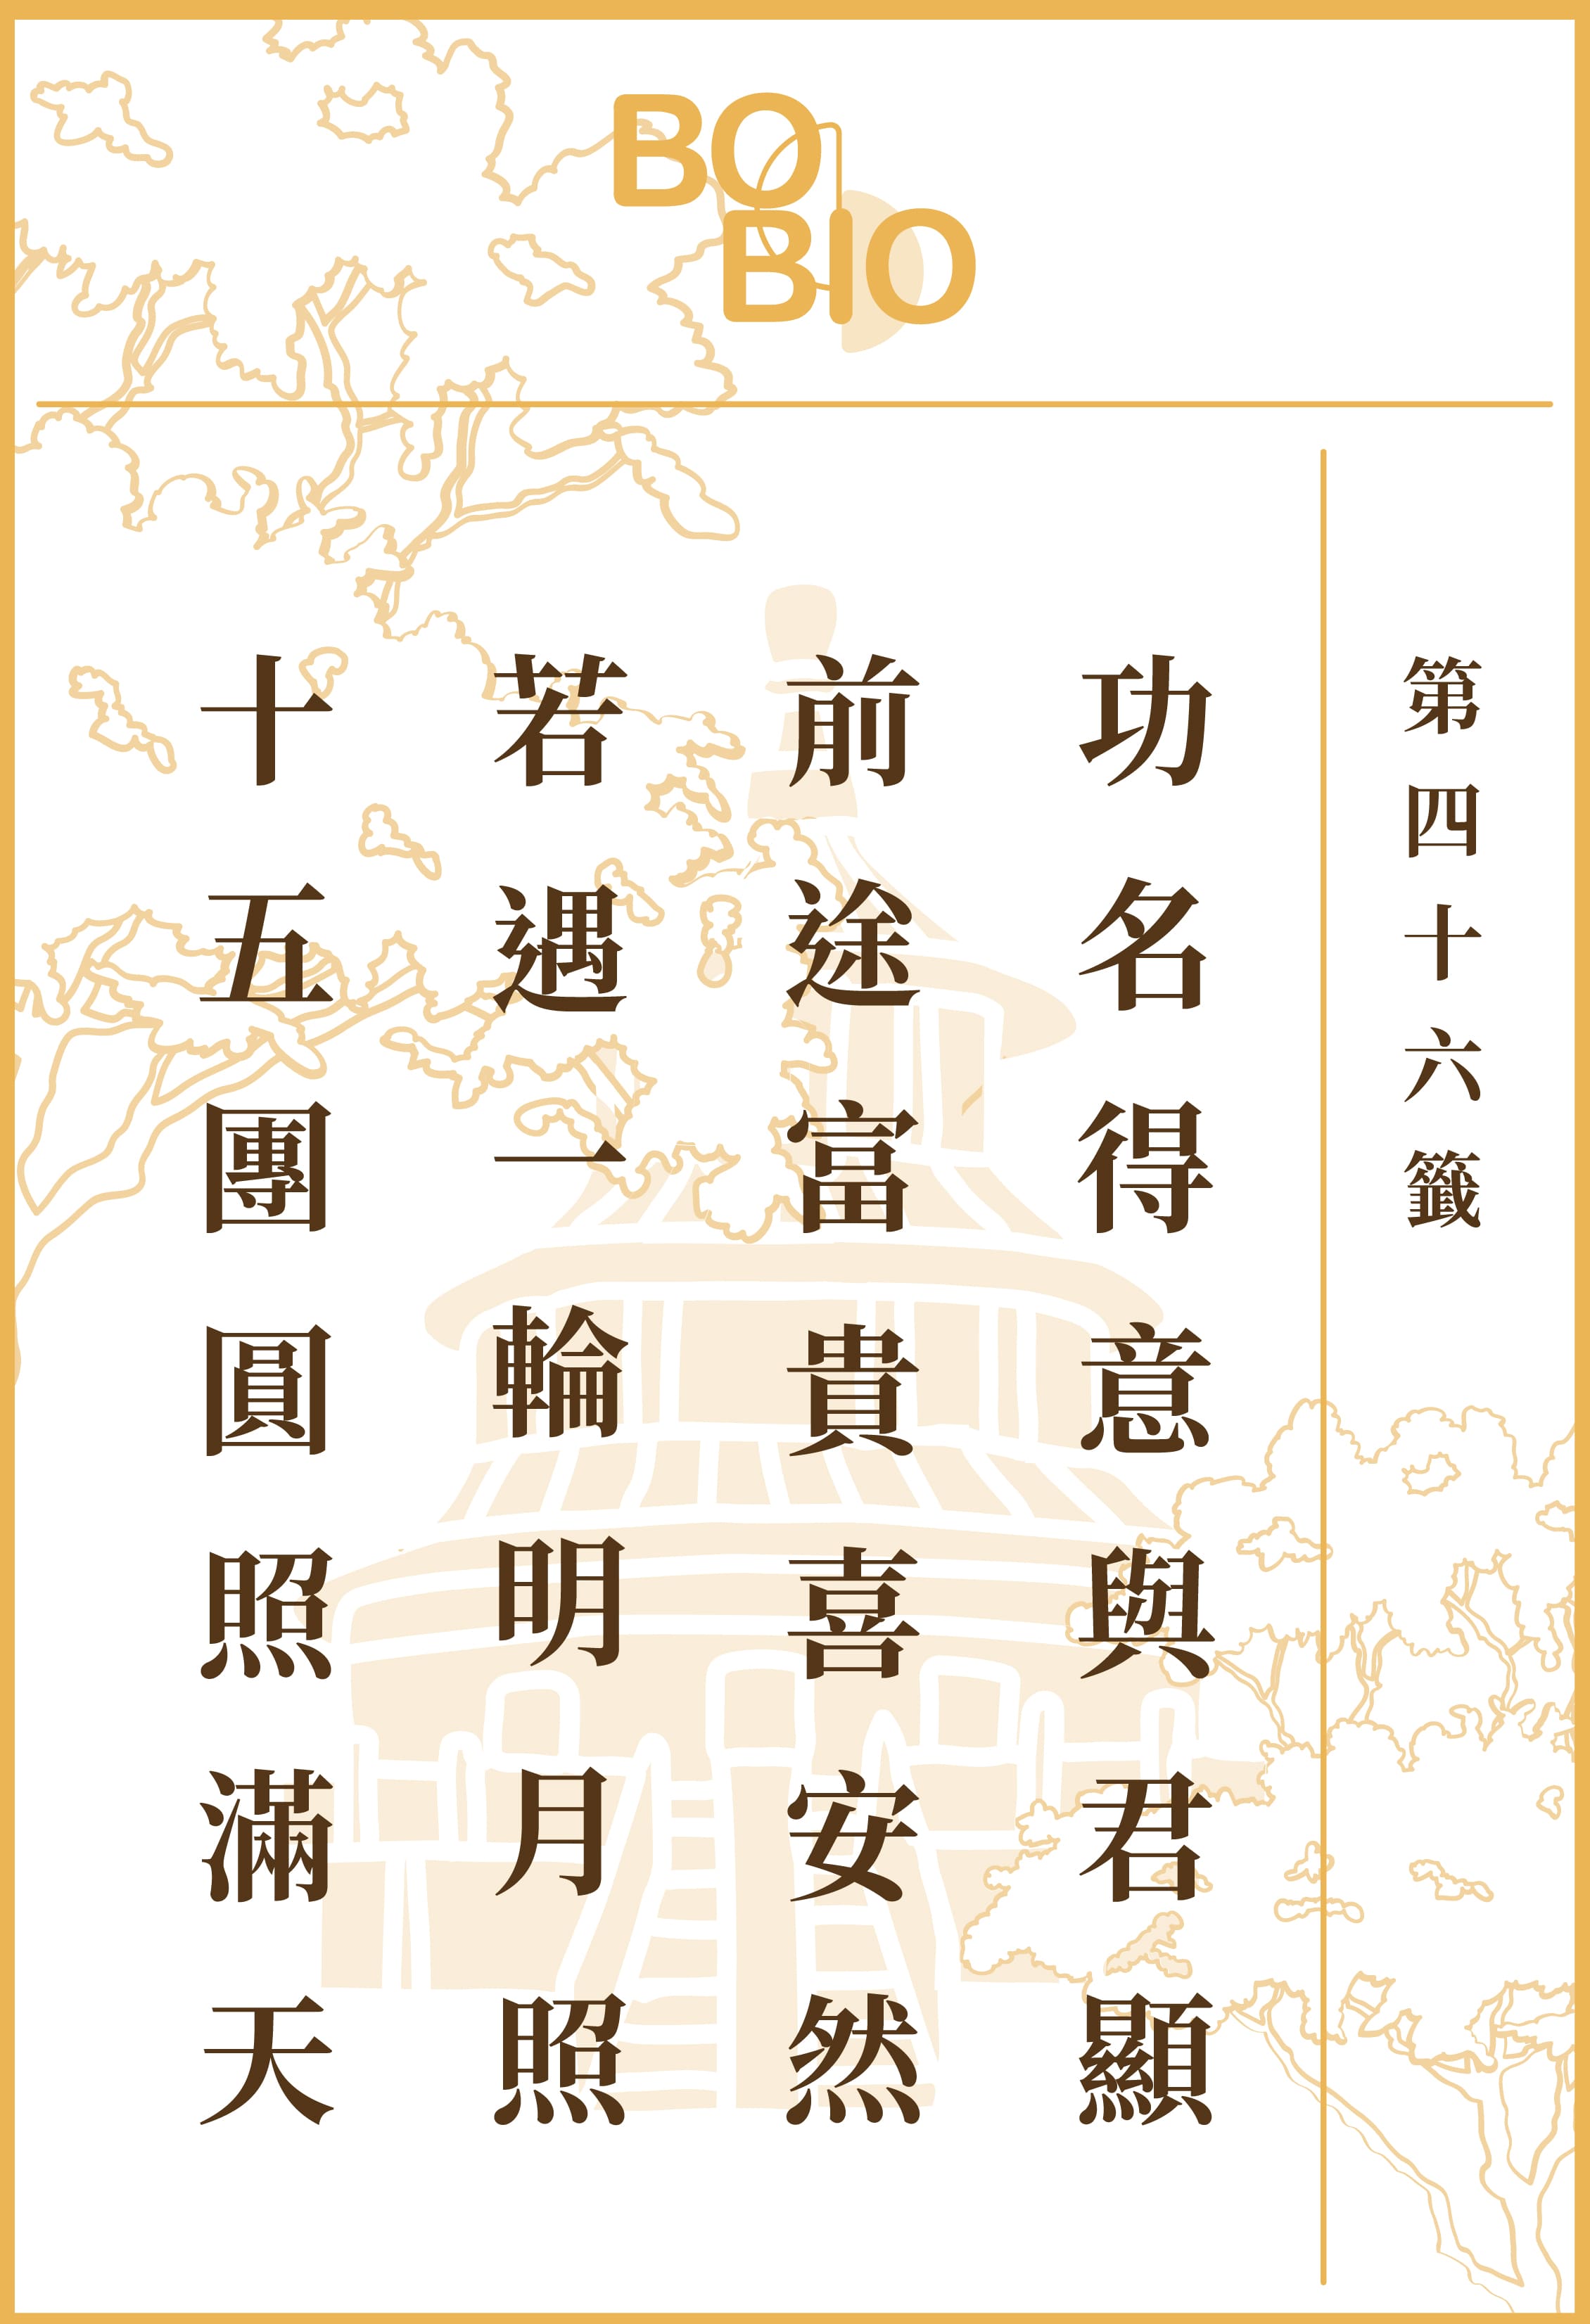 BO
BIO
第四十六籤
功名得意與君顯
前途富貴喜安然
若遇一輪明月照
十五團圓照滿天